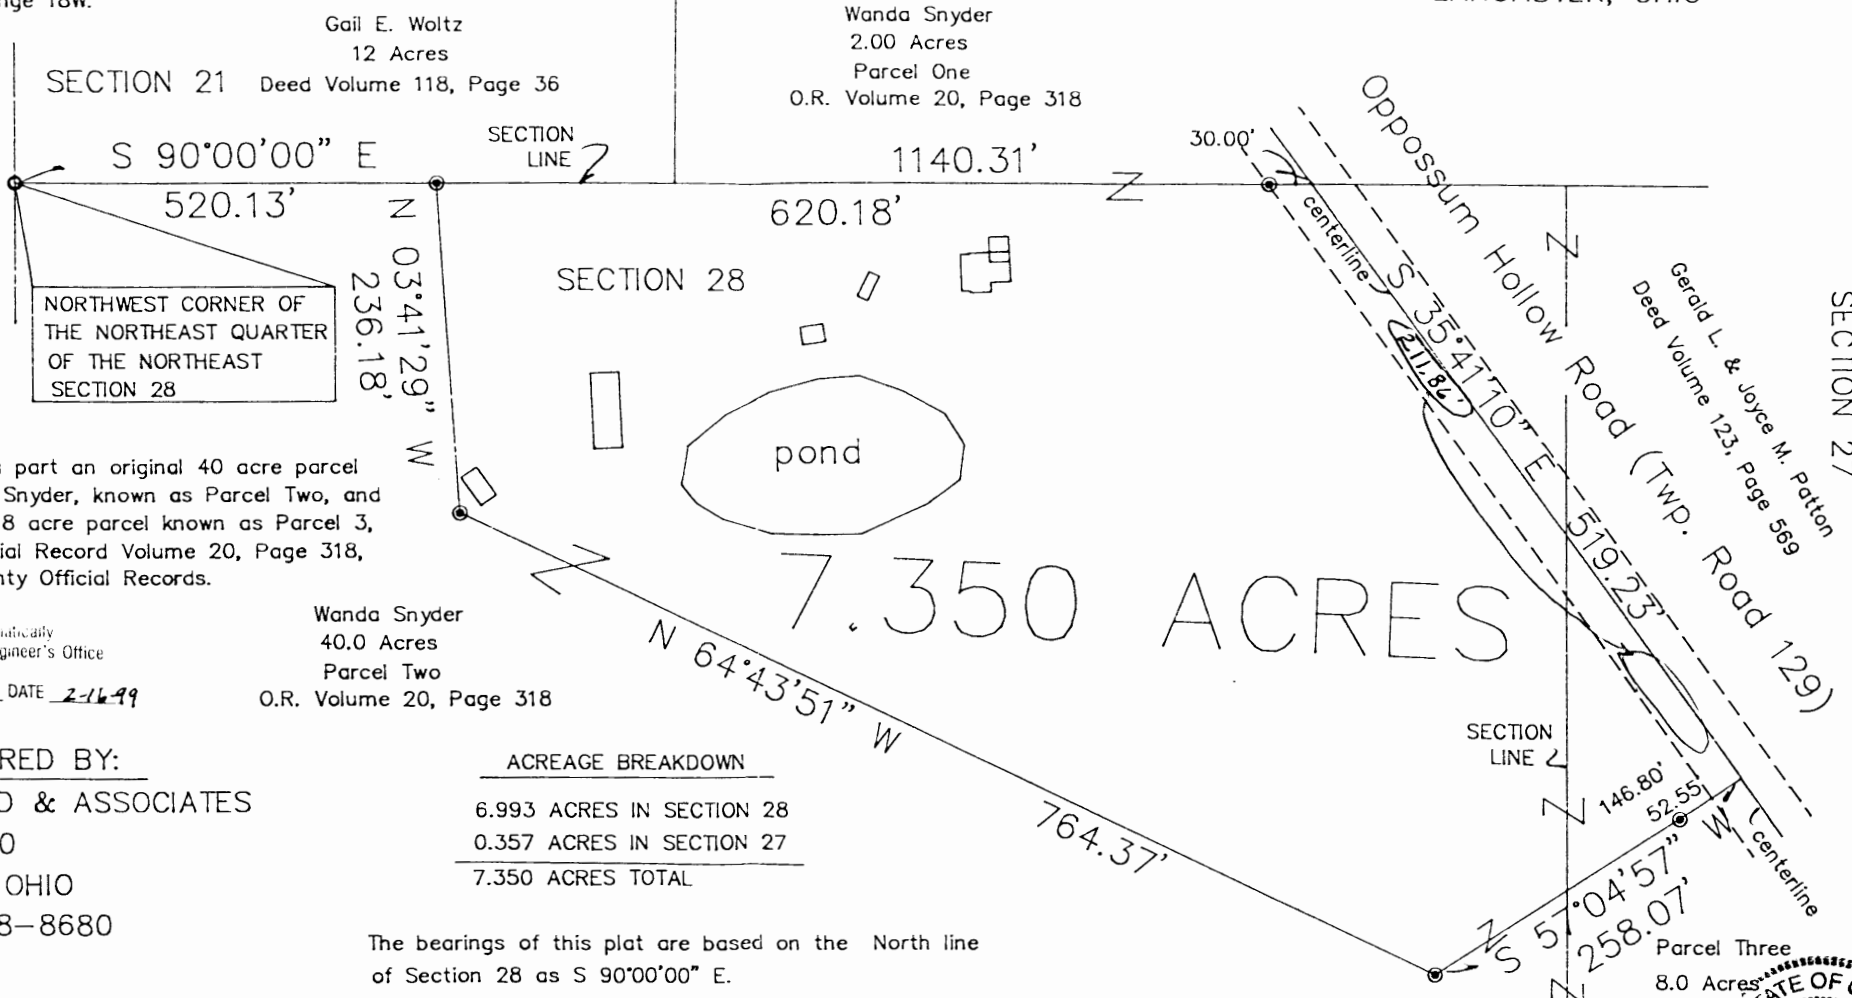 18W.
Gail E. Woltz
12 Acres
Deed Volume 118, Page 36
SECTION 21
Wanda Snyder
2.00 Acres
Parcel One
O.R. Volume 20, Page 318
S 90°00'00" E
520.13'
SECTION
LINE
1140.31'
620.18'
30.00'
centerline
Oppossum Hollow Road (Twp. Road 129)
S 35°41'10" E 519.23'
211.86'
Gerald L. & Joyce M. Patton
Deed Volume 123, Page 569
NORTHWEST CORNER OF
THE NORTHEAST QUARTER
OF THE NORTHEAST
SECTION 28
N 03°41'29" W
236.18'
SECTION 28
pond
7.350 ACRES
part an original 40 acre parcel
Snyder, known as Parcel Two, and
8 acre parcel known as Parcel 3,
Record Volume 20, Page 318,
Official Records.
Office
DATE 2-16-99
Wanda Snyder
40.0 Acres
Parcel Two
O.R. Volume 20, Page 318
N 64°43'51" W
764.37'
SECTION
LINE
146.80'
52.55
S 57°04'57" W
258.07'
centerline
BY:
& ASSOCIATES
OHIO
8-8680
ACREAGE BREAKDOWN
6.993 ACRES IN SECTION 28
0.357 ACRES IN SECTION 27
7.350 ACRES TOTAL
The bearings of this plat are based on the North line
of Section 28 as S 90°00'00" E.
Parcel Three
8.0 Acres
OF